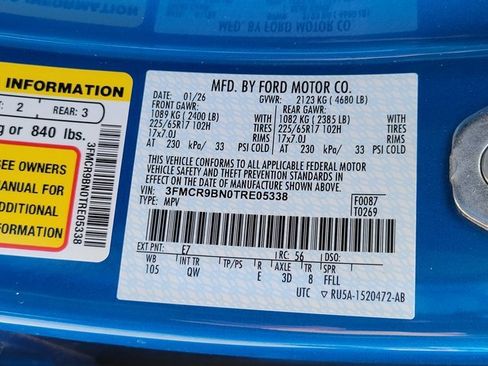 INFORMATION
2
REAR: 3
g or 840 lbs.
SEE OWNERS
MANUAL FOR
ADDITIONAL
3FMCR9BN0TRE05338
MFD. BY FORD MOTOR CO.
DATE: 01/26 GVWR: 2123 KG (4680 LB)
FRONT GAWR: REAR GAWR:
1089 KG (2400 LB) 1082 KG (2385 LB)
225/65R17 102H TIRES 225/65R17 102H
17x7.0J RIMS 17x7.0J
AT 230 kPa/ 33 PSI COLD AT 230 kPa/ 33 PSI COLD
THIS VEHICLE CONFORMS TO ALL APPLICABLE FEDERAL MOTOR
VEHICLE SAFETY AND THEFT PREVENTION STANDARDS IN
EFFECT ON THE DATE OF MANUFACTURE SHOWN ABOVE.
VIN: 3FMCR9BN0TRE05338
TYPE: MPV
F0087
T0269
EXT PNT: E7 RC: 56 DSO:
WB INT TR TP/PS R AXLE TR SPR
105 QW E 3D 8 FFLL
UTC RU5A-1520472-AB